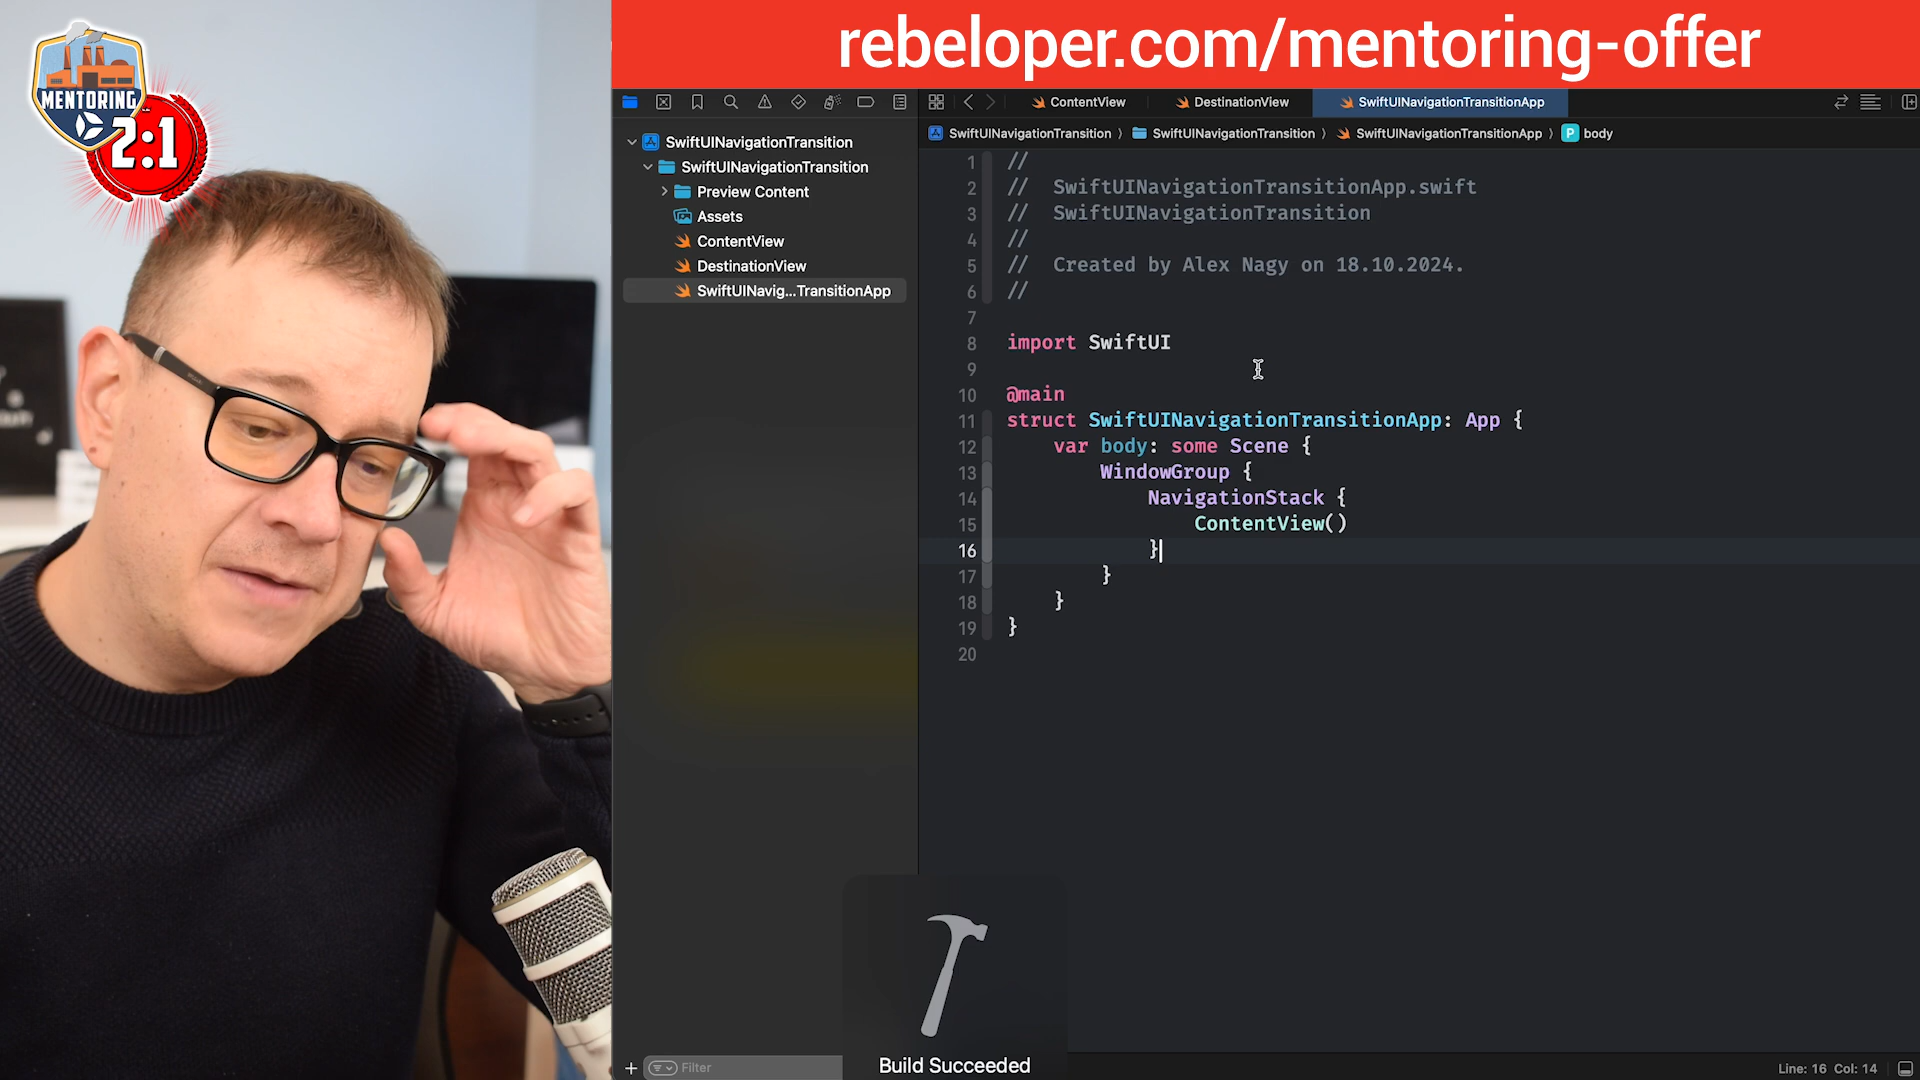 MENTORING
2:1
rebeloper.com/mentoring-offer
ContentView
DestinationView
SwiftUINavigationTransitionApp
SwiftUINavigationTransition
SwiftUINavigationTransition
SwiftUINavigationTransitionApp
P
body
SwiftUINavigationTransition
SwiftUINavigationTransition
Preview Content
Assets
ContentView
DestinationView
SwiftUINavig...TransitionApp
1 //
2 // SwiftUINavigationTransitionApp.swift
3 // SwiftUINavigationTransition
4 //
5 // Created by Alex Nagy on 18.10.2024.
6 //
7
8 import SwiftUI
9
10 @main
11 struct SwiftUINavigationTransitionApp: App {
12 var body: some Scene {
13 WindowGroup {
14 NavigationStack {
15 ContentView()
16 }
17 }
18 }
19 }
20
Build Succeeded
Filter
Line: 16 Col: 14